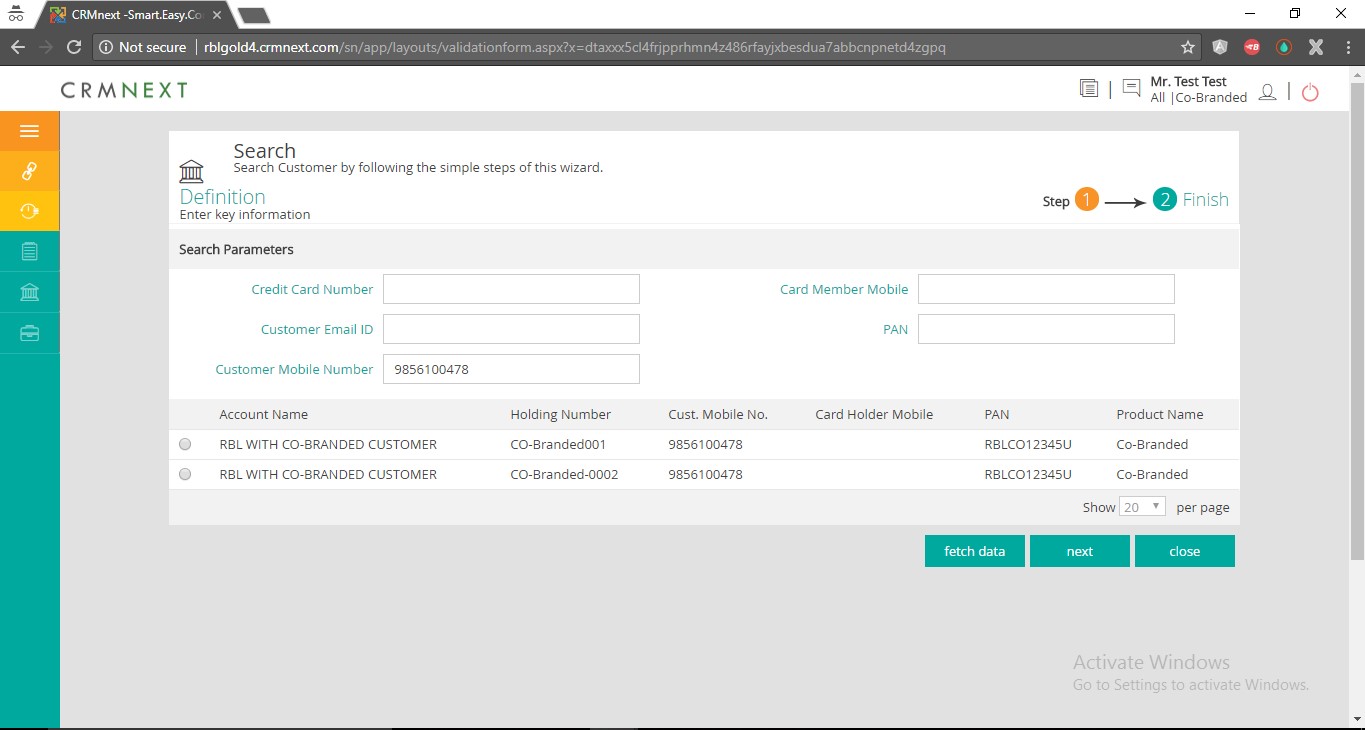 CRMnext -Smart.Easy.Co
Not secure | rblgold4.crmnext.com/sn/app/layouts/validationform.aspx?x=dtaxxx5cl4frjpprhmn4z486rfayjxbesdua7abbcnpnetd4zgpq
CRMNEXT
Mr. Test Test
All |Co-Branded
Search
Search Customer by following the simple steps of this wizard.
Definition
Enter key information
Step 1 2 Finish
Search Parameters
Credit Card Number
Card Member Mobile
Customer Email ID
PAN
Customer Mobile Number 9856100478
Account Name Holding Number Cust. Mobile No. Card Holder Mobile PAN Product Name
RBL WITH CO-BRANDED CUSTOMER CO-Branded001 9856100478 RBLCO12345U Co-Branded
RBL WITH CO-BRANDED CUSTOMER CO-Branded-0002 9856100478 RBLCO12345U Co-Branded
Show 20 per page
fetch data next close
Activate Windows
Go to Settings to activate Windows.